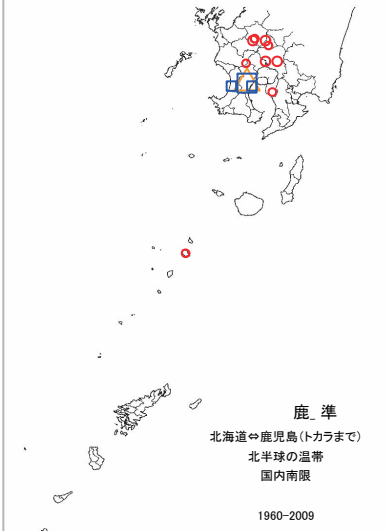 鹿_準
北海道⇔鹿児島(トカラまで)
北半球の温帯
国内南限
1960-2009